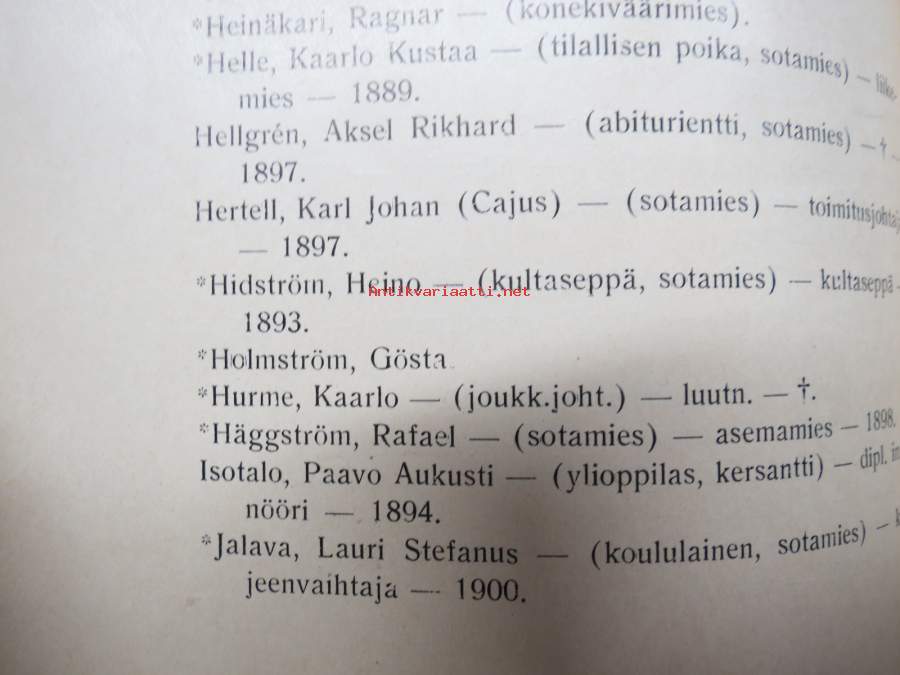 *Heinäkari, Ragnar — (konekiväärimies).
*Helle, Kaarlo Kustaa — (tilallisen poika, sotamies) — liike-
mies — 1889.
Hellgrén, Aksel Rikhard — (abiturientti, sotamies) — † —
1897.
Hertell, Karl Johan (Cajus) — (sotamies) — toimitusjohtaja
— 1897.
*Hidström, Heino — (kultaseppä, sotamies) — kultaseppä —
Antikvariaatti.net
1893.
*Holmström, Gösta.
*Hurme, Kaarlo — (joukk.joht.) — luutn. — †.
*Häggström, Rafael — (sotamies) — asemamies — 1898.
Isotalo, Paavo Aukusti — (ylioppilas, kersantti) — dipl. in
nööri — 1894.
*Jalava, Lauri Stefanus — (koululainen, sotamies) —
jeenvaihtaja — 1900.